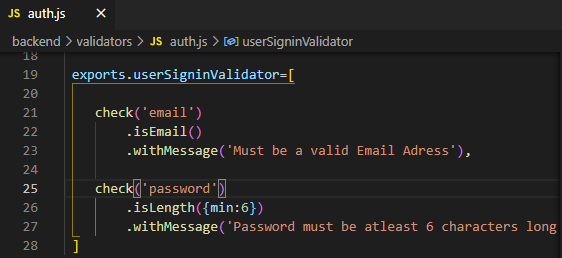 JS auth.js ×
backend > validators > JS auth.js > userSigninValidator
18
19 exports.userSigninValidator=[
20
21 check('email')
22 .isEmail()
23 .withMessage('Must be a valid Email Adress'),
24
25 check('password')
26 .isLength({min:6})
27 .withMessage('Password must be atleast 6 characters long
28 ]